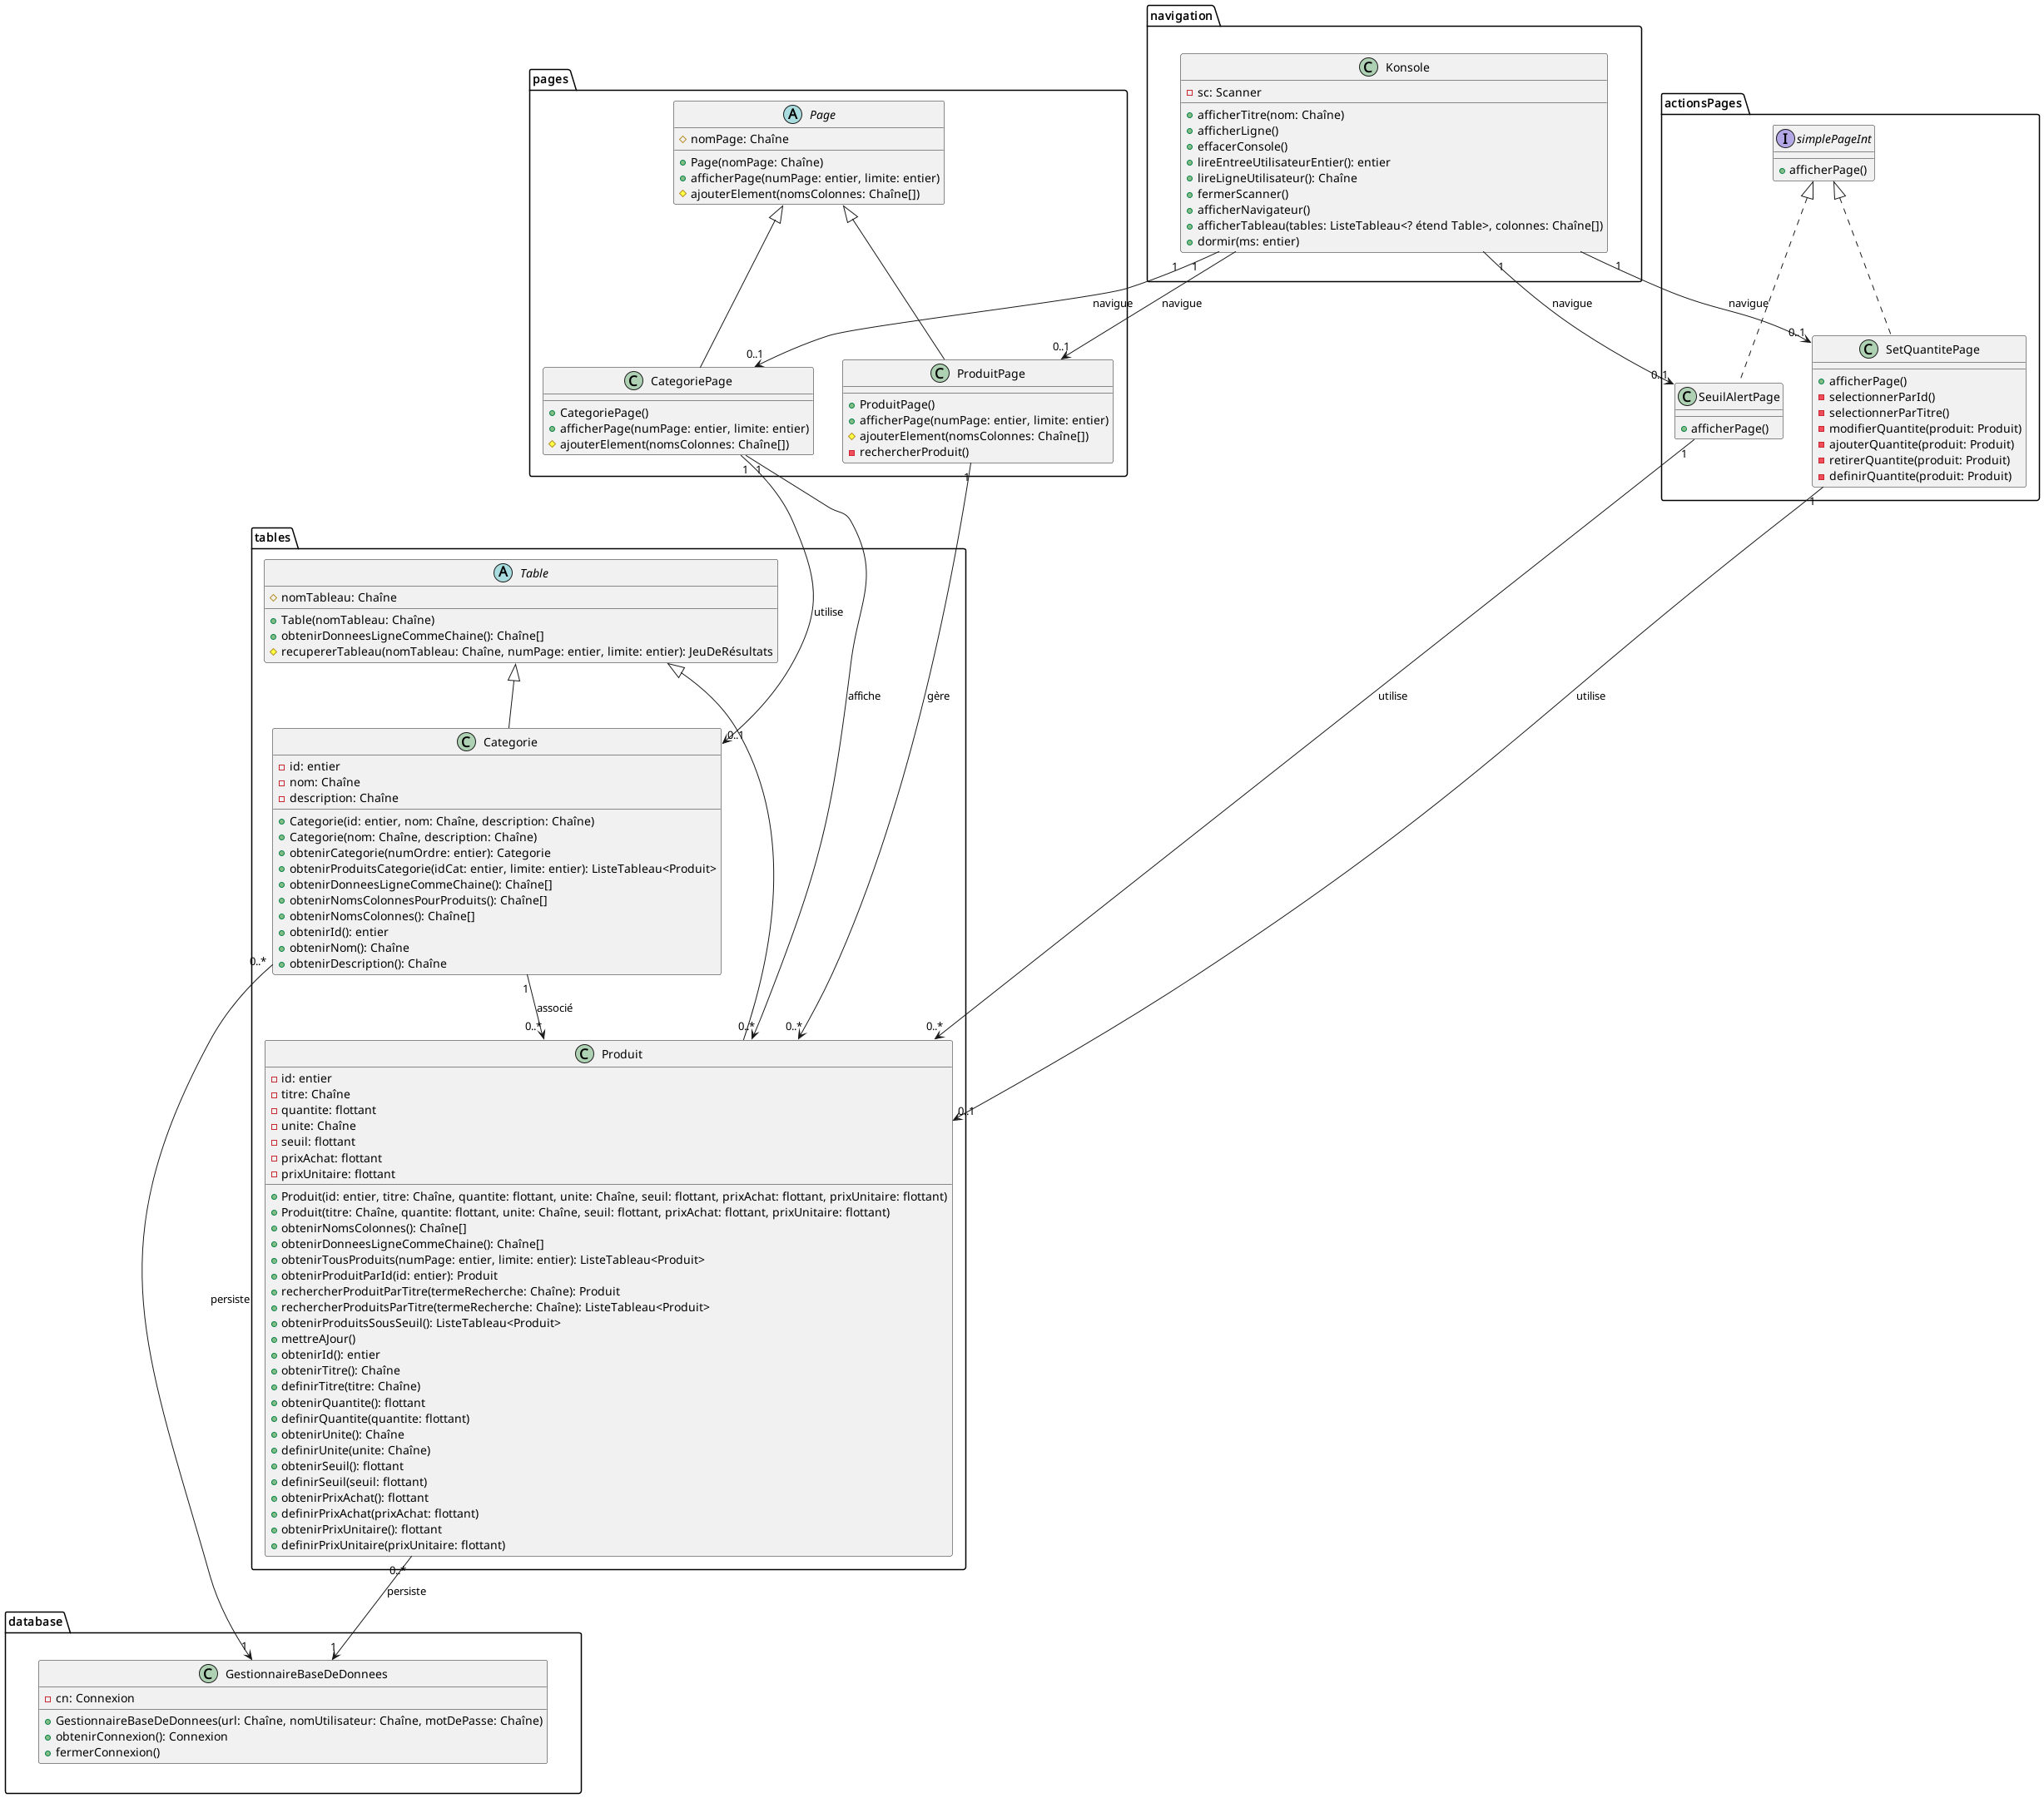 navigation
Konsole
sc: Scanner
afficherTitre(nom: Chaîne)
afficherLigne()
effacerConsole()
lireEntreeUtilisateurEntier(): entier
lireLigneUtilisateur(): Chaîne
fermerScanner()
afficherNavigateur()
afficherTableau(tables: ListeTableau<? étend Table>, colonnes: Chaîne[])
dormir(ms: entier)
pages
Page
nomPage: Chaîne
Page(nomPage: Chaîne)
afficherPage(numPage: entier, limite: entier)
ajouterElement(nomsColonnes: Chaîne[])
actionsPages
simplePageInt
afficherPage()
1
1
1
1
navigue
navigue
navigue
navigue
0..1
0..1
0..1
0..1
CategoriePage
CategoriePage()
afficherPage(numPage: entier, limite: entier)
ajouterElement(nomsColonnes: Chaîne[])
ProduitPage
ProduitPage()
afficherPage(numPage: entier, limite: entier)
ajouterElement(nomsColonnes: Chaîne[])
rechercherProduit()
SeuilAlertPage
afficherPage()
SetQuantitePage
afficherPage()
selectionnerParId()
selectionnerParTitre()
modifierQuantite(produit: Produit)
ajouterQuantite(produit: Produit)
retirerQuantite(produit: Produit)
definirQuantite(produit: Produit)
1
1
1
1
1
tables
Table
nomTableau: Chaîne
Table(nomTableau: Chaîne)
obtenirDonneesLigneCommeChaine(): Chaîne[]
recupererTableau(nomTableau: Chaîne, numPage: entier, limite: entier): JeuDeRésultats
utilise
affiche
gère
utilise
utilise
0..1
Categorie
id: entier
nom: Chaîne
description: Chaîne
Categorie(id: entier, nom: Chaîne, description: Chaîne)
Categorie(nom: Chaîne, description: Chaîne)
obtenirCategorie(numOrdre: entier): Categorie
obtenirProduitsCategorie(idCat: entier, limite: entier): ListeTableau<Produit>
obtenirDonneesLigneCommeChaine(): Chaîne[]
obtenirNomsColonnesPourProduits(): Chaîne[]
obtenirNomsColonnes(): Chaîne[]
obtenirId(): entier
obtenirNom(): Chaîne
obtenirDescription(): Chaîne
0..*
1
associé
0..*
0..*
0..*
0..*
0..1
Produit
id: entier
titre: Chaîne
quantite: flottant
unite: Chaîne
seuil: flottant
prixAchat: flottant
prixUnitaire: flottant
Produit(id: entier, titre: Chaîne, quantite: flottant, unite: Chaîne, seuil: flottant, prixAchat: flottant, prixUnitaire: flottant)
Produit(titre: Chaîne, quantite: flottant, unite: Chaîne, seuil: flottant, prixAchat: flottant, prixUnitaire: flottant)
obtenirNomsColonnes(): Chaîne[]
obtenirDonneesLigneCommeChaine(): Chaîne[]
obtenirTousProduits(numPage: entier, limite: entier): ListeTableau<Produit>
obtenirProduitParId(id: entier): Produit
rechercherProduitParTitre(termeRecherche: Chaîne): Produit
rechercherProduitsParTitre(termeRecherche: Chaîne): ListeTableau<Produit>
obtenirProduitsSousSeuil(): ListeTableau<Produit>
mettreAJour()
obtenirId(): entier
obtenirTitre(): Chaîne
definirTitre(titre: Chaîne)
obtenirQuantite(): flottant
definirQuantite(quantite: flottant)
obtenirUnite(): Chaîne
definirUnite(unite: Chaîne)
obtenirSeuil(): flottant
definirSeuil(seuil: flottant)
obtenirPrixAchat(): flottant
definirPrixAchat(prixAchat: flottant)
obtenirPrixUnitaire(): flottant
definirPrixUnitaire(prixUnitaire: flottant)
persiste
0..*
persiste
1
1
database
GestionnaireBaseDeDonnees
cn: Connexion
GestionnaireBaseDeDonnees(url: Chaîne, nomUtilisateur: Chaîne, motDePasse: Chaîne)
obtenirConnexion(): Connexion
fermerConnexion()